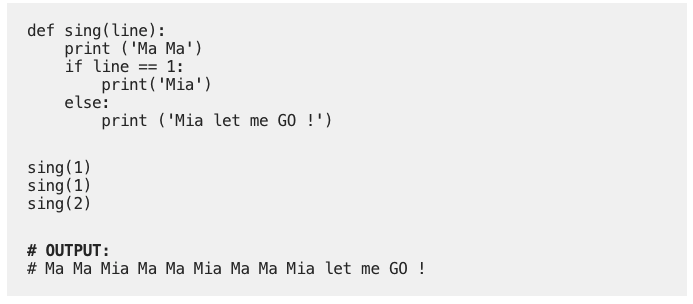 def sing(line):
    print ('Ma Ma')
    if line == 1:
        print('Mia')
    else:
        print ('Mia let me GO !')
sing(1)
sing(1)
sing(2)
# OUTPUT:
# Ma Ma Mia Ma Ma Mia Ma Ma Mia let me GO !